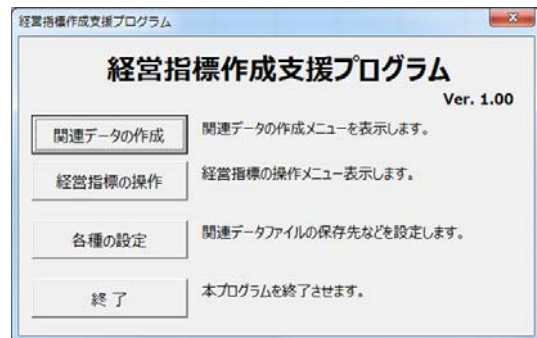 経営指標作成支援プログラム
経営指標作成支援プログラム
Ver. 1.00
関連データの作成 関連データの作成メニューを表示します。
経営指標の操作 経営指標の操作メニュー表示します。
各種の設定 関連データファイルの保存先などを設定します。
終 了 本プログラムを終了させます。